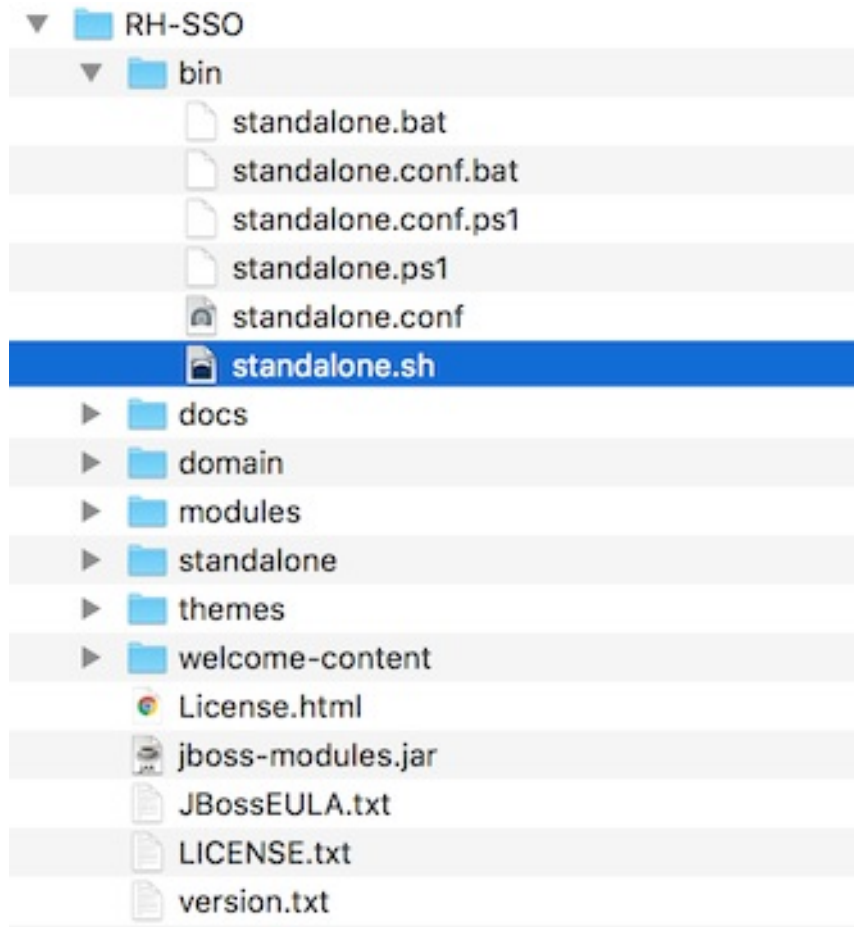 RH-SSO
bin
standalone.bat
standalone.conf.bat
standalone.conf.ps1
standalone.ps1
standalone.conf
standalone.sh
docs
domain
modules
standalone
themes
welcome-content
License.html
jboss-modules.jar
JBossEULA.txt
LICENSE.txt
version.txt